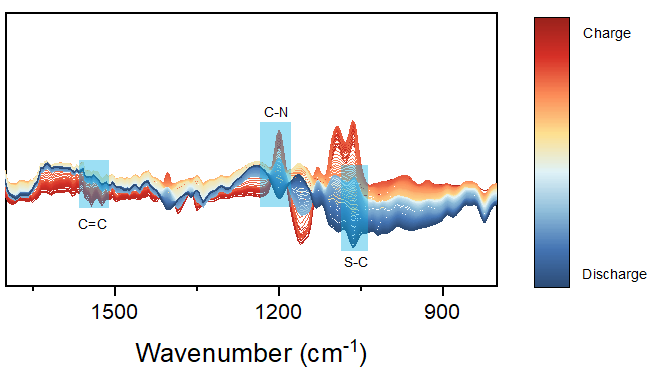 Charge
C-N
C=C
S-C
Discharge
1500
1200
900
Wavenumber (cm-1)